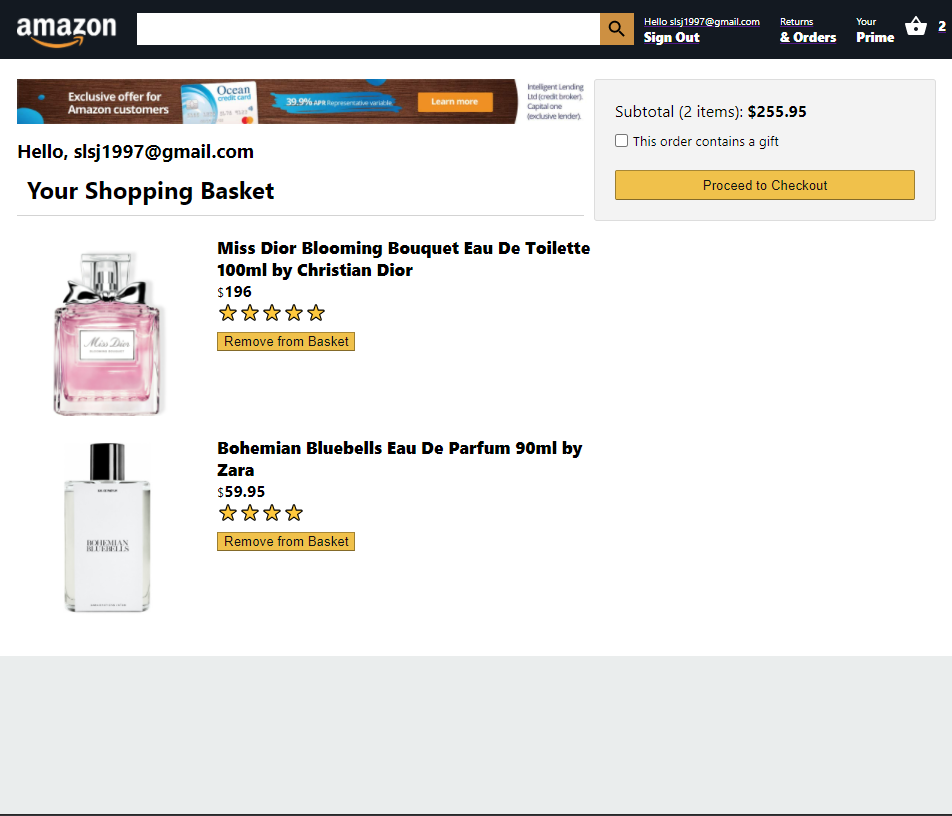 amazon
Hello slsj1997@gmail.com
Sign Out
Returns
& Orders
Your
Prime
2
Exclusive offer for
Amazon customers
Ocean
credit card
39.9% APR Representative variable
Learn more
Intelligent Lending
Ltd (credit broker).
Capital one
(exclusive lender).
Hello, slsj1997@gmail.com
Your Shopping Basket
Subtotal (2 items): $255.95
This order contains a gift
Proceed to Checkout
Miss Dior Blooming Bouquet Eau De Toilette
100ml by Christian Dior
$196
Remove from Basket
Miss Dior
Bohemian Bluebells Eau De Parfum 90ml by
Zara
$59.95
Remove from Basket
BOHEMIAN
BLUEBELLS